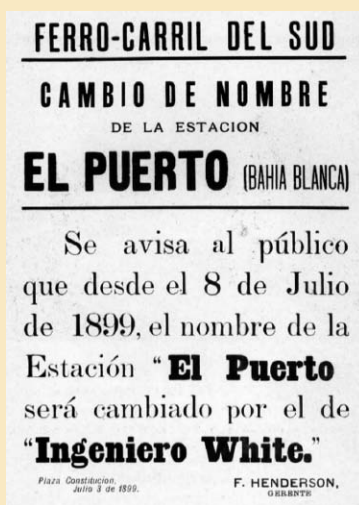 FERRO-CARRIL DEL SUD
CAMBIO DE NOMBRE
DE LA ESTACION
EL PUERTO (BAHIA BLANCA)
Se avisa al público
que desde el 8 de Julio
de 1899, el nombre de la
Estación “El Puerto
será cambiado por el de
“Ingeniero White.”
Plaza Constitucion,
Julio 3 de 1899.
F. HENDERSON,
GERENTE